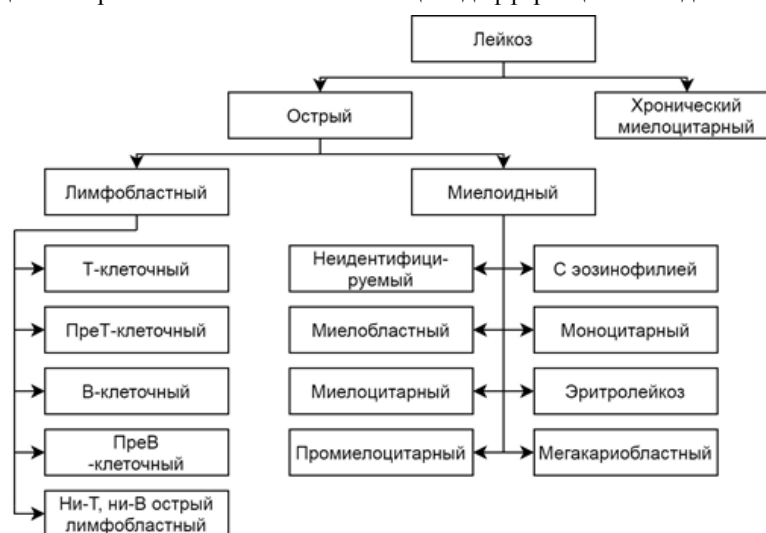 Лейкоз
Острый
Хронический
миелоцитарный
Лимфобластный
Миелоидный
Т-клеточный
ПреТ-клеточный
В-клеточный
ПреВ
-клеточный
Ни-Т, ни-В острый
лимфобластный
Неидентифици-
руемый
С эозинофилией
Миелобластный
Моноцитарный
Миелоцитарный
Эритролейкоз
Промиелоцитарный
Мегакариобластный